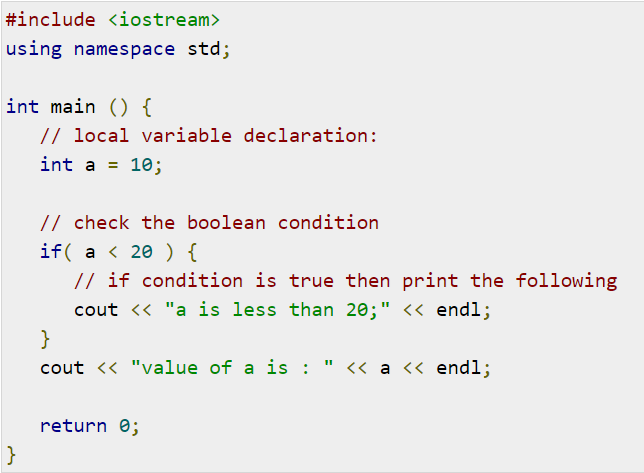 #include <iostream>
using namespace std;

int main () {
   // local variable declaration:
   int a = 10;

   // check the boolean condition
   if( a < 20 ) {
      // if condition is true then print the following
      cout << "a is less than 20;" << endl;
   }
   cout << "value of a is : " << a << endl;

   return 0;
}